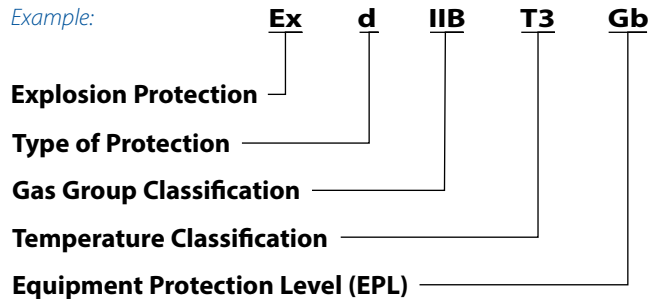 Example: Ex d IIB T3 Gb
Explosion Protection
Type of Protection
Gas Group Classification
Temperature Classification
Equipment Protection Level (EPL)